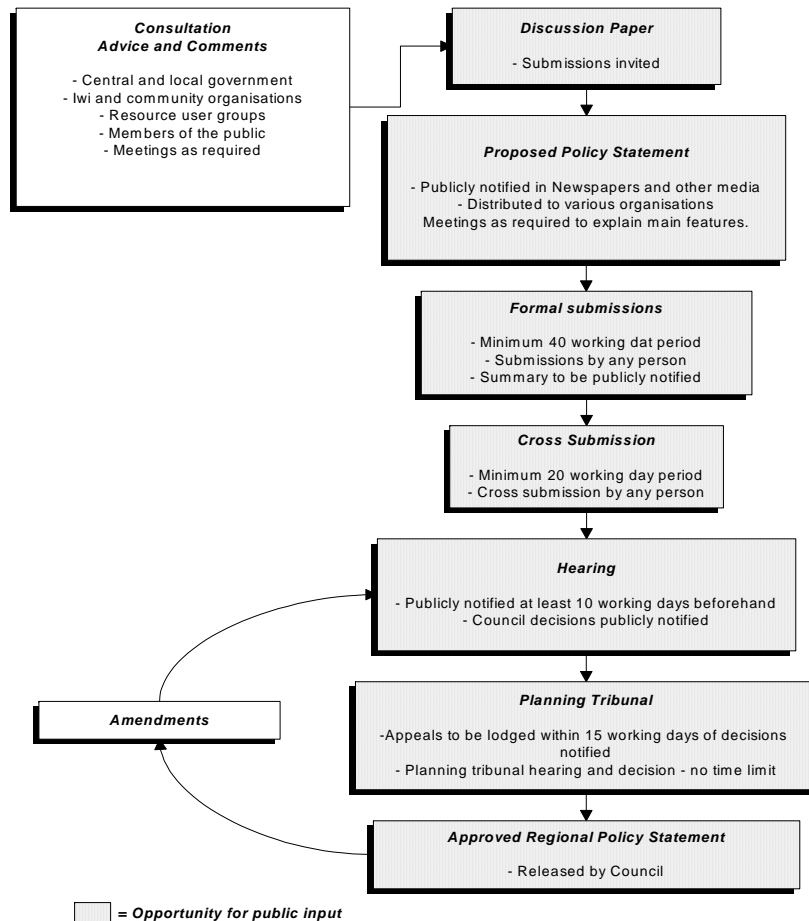 Consultation
Advice and Comments
- Central and local government
- Iwi and community organisations
- Resource user groups
- Members of the public
- Meetings as required
Discussion Paper
- Submissions invited
Proposed Policy Statement
- Publicly notified in Newspapers and other media
- Distributed to various organisations
Meetings as required to explain main features.
Formal submissions
- Minimum 40 working dat period
- Submissions by any person
- Summary to be publicly notified
Cross Submission
- Minimum 20 working day period
- Cross submission by any person
Hearing
- Publicly notified at least 10 working days beforehand
- Council decisions publicly notified
Planning Tribunal
-Appeals to be lodged within 15 working days of decisions
notified
- Planning tribunal hearing and decision - no time limit
Amendments
Approved Regional Policy Statement
- Released by Council
= Opportunity for public input